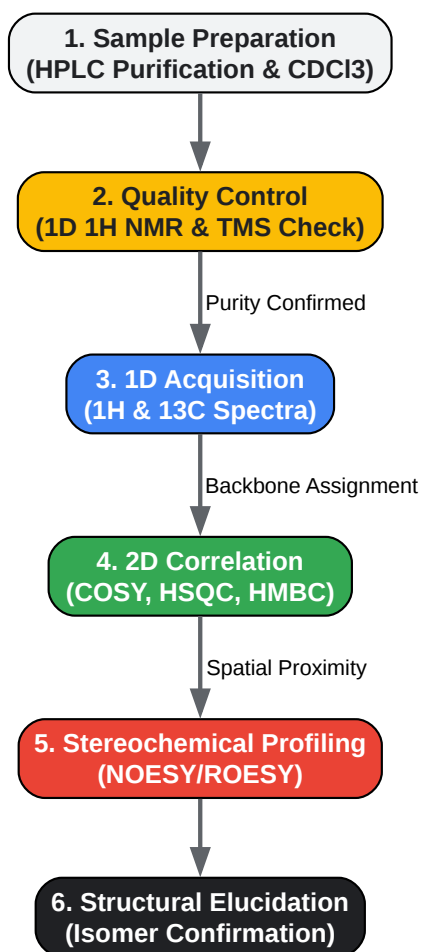 1. Sample Preparation
(HPLC Purification & CDCl3)
2. Quality Control
(1D 1H NMR & TMS Check)
Purity Confirmed
3. 1D Acquisition
(1H & 13C Spectra)
Backbone Assignment
4. 2D Correlation
(COSY, HSQC, HMBC)
Spatial Proximity
5. Stereochemical Profiling
(NOESY/ROESY)
6. Structural Elucidation
(Isomer Confirmation)